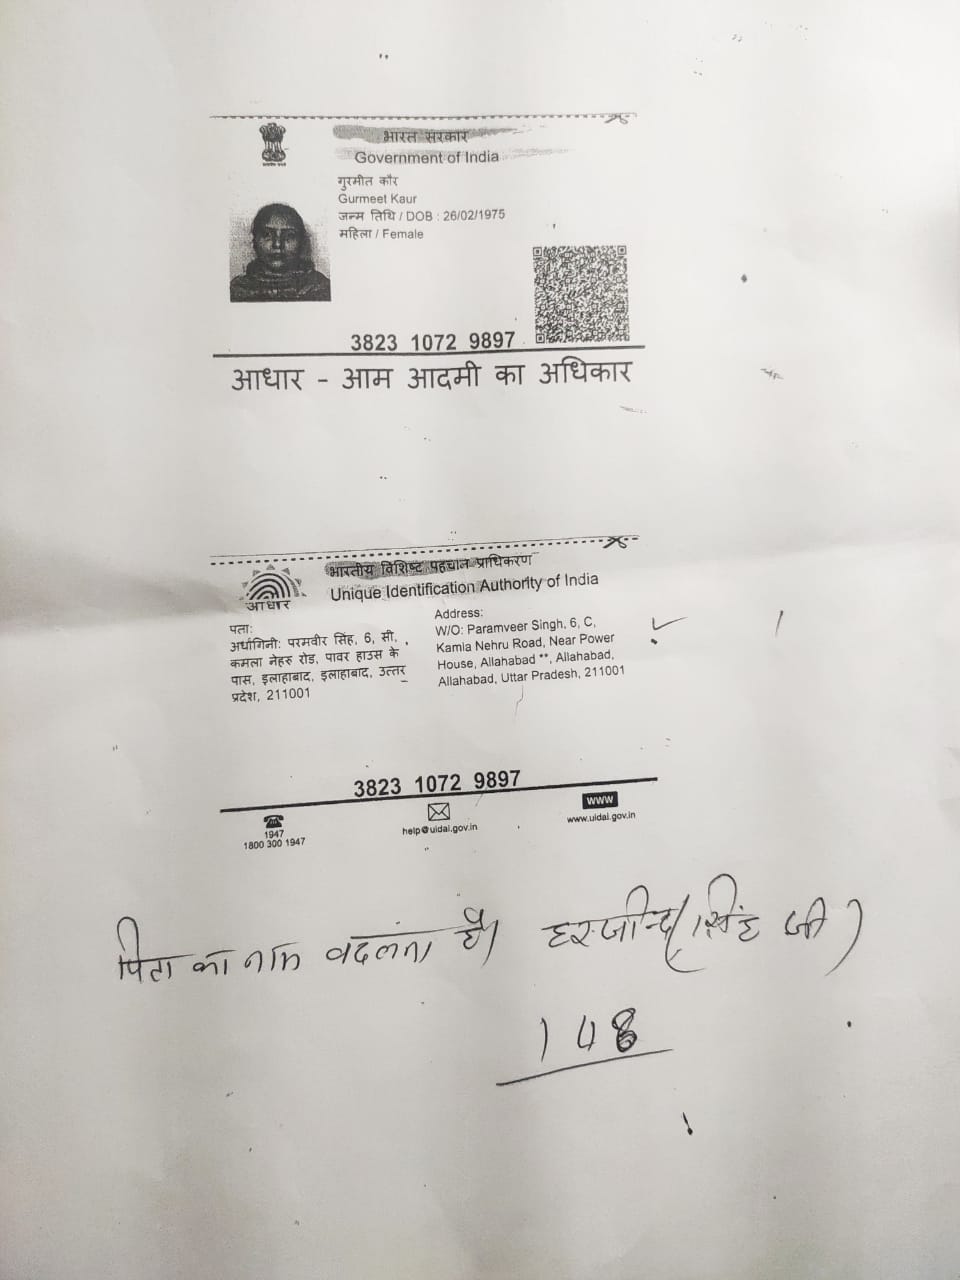 भारत सरकार
Government of India
गुरमीत कौर
Gurmeet Kaur
जन्म तिथि / DOB : 26/02/1975
महिला / Female
3823 1072 9897
आधार - आम आदमी का अधिकार
भारतीय विशिष्ट पहचान प्राधिकरण
Unique Identification Authority of India
आधार
पता:
अर्धांगिनी: परमवीर सिंह, 6, सी,
कमला नेहरु रोड, पावर हाउस के
पास, इलाहाबाद, इलाहाबाद, उत्तर
प्रदेश, 211001
Address:
W/O: Paramveer Singh, 6, C,
Kamla Nehru Road, Near Power
House, Allahabad **, Allahabad,
Allahabad, Uttar Pradesh, 211001
3823 1072 9897
1947
1800 300 1947
help@uidai.gov.in
www
www.uidai.gov.in
पिता का नाम बदलना है। सिंह जी)
148